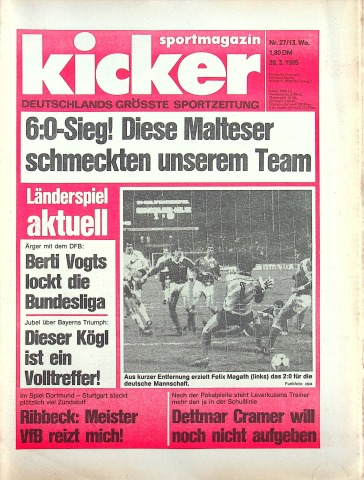 sportmagazin
kicker
DEUTSCHLANDS GRÖSSTE SPORTZEITUNG
Nr. 27/13. Wo.
1,80 DM
28. 3. 1985
6:0-Sieg! Diese Malteser
schmeckten unserem Team
Länderspiel
aktuell
Ärger mit dem DFB:
Berti Vogts
lockt die
Bundesliga
Jubel über Bayerns Triumph:
Dieser Kögl
ist ein
Volltreffer!
Aus kurzer Entfernung erzielt Felix Magath (links) das 2:0 für die
deutsche Mannschaft.
Funkfoto: dpa
Im Spiel Dortmund – Stuttgart steckt
plötzlich viel Zündstoff
Ribbeck: Meister
VfB reizt mich!
Nach der Pokalpleite steht Leverkusens Trainer
mehr den je in der Schußlinie
Dettmar Cramer will
noch nicht aufgeben